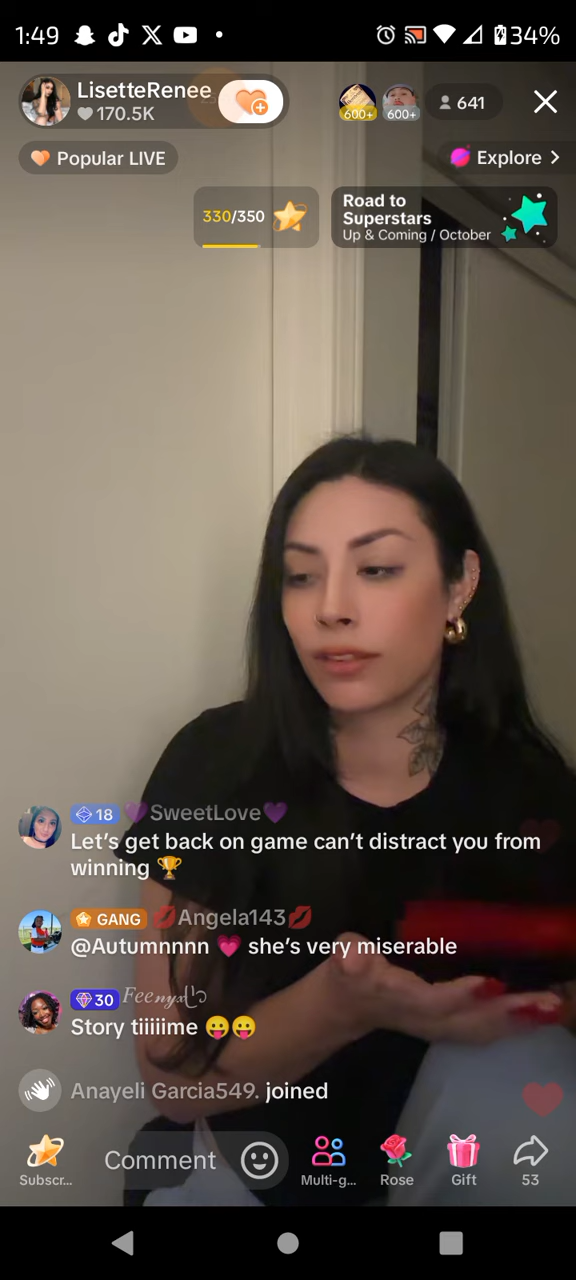 1:49
34%
LisetteRenee
170.5K
600+
600+
641
Popular LIVE
Explore
330/350
Road to
Superstars
Up & Coming / October
18 💜SweetLove💜
Let's get back on game can't distract you from
winning 🏆
GANG 💋Angela143💋
@Autumnnnn 💗 she's very miserable
30 Feenyx
Story tiiiiime 😛😛
Anayeli Garcia549. joined
Comment
Subscr...
Multi-g...
Rose
Gift
53